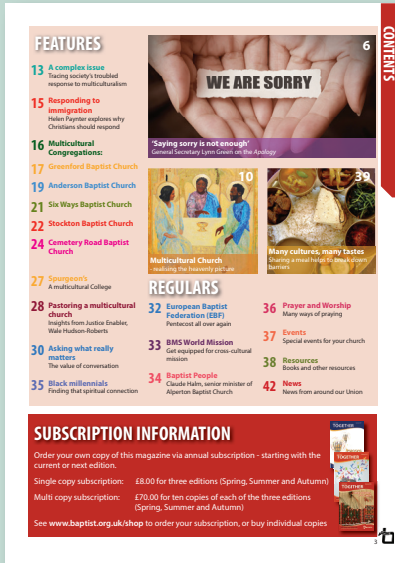 CONTENTS
FEATURES
13 A complex issue
Tracing society's troubled
response to multiculturalism
15 Responding to
immigration
Helen Paynter explores why
Christians should respond
16 Multicultural
Congregations:
17 Greenford Baptist Church
19 Anderson Baptist Church
21 Six Ways Baptist Church
22 Stockton Baptist Church
24 Cemetery Road Baptist
Church
27 Spurgeon's
A multicultural College
28 Pastoring a multicultural
church
Insights from Justice Enabler,
Wale Hudson-Roberts
30 Asking what really
matters
The value of conversation
35 Black millennials
Finding that spiritual connection
6
WE ARE SORRY
'Saying sorry is not enough'
General Secretary Lynn Green on the Apology
10
Multicultural Church
- realising the heavenly picture
39
Many cultures, many tastes
Sharing a meal helps to break down
barriers
REGULARS
32 European Baptist
Federation (EBF)
Pentecost all over again
33 BMS World Mission
Get equipped for cross-cultural
mission
34 Baptist People
Claude Halm, senior minister of
Alperton Baptist Church
36 Prayer and Worship
Many ways of praying
37 Events
Special events for your church
38 Resources
Books and other resources
42 News
News from around our Union
SUBSCRIPTION INFORMATION
Order your own copy of this magazine via annual subscription - starting with the
current or next edition.
Single copy subscription: £8.00 for three editions (Spring, Summer and Autumn)
Multi copy subscription: £70.00 for ten copies of each of the three editions
(Spring, Summer and Autumn)
See www.baptist.org.uk/shop to order your subscription, or buy individual copies
TOGETHER
TOGETHER
TOGETHER
3